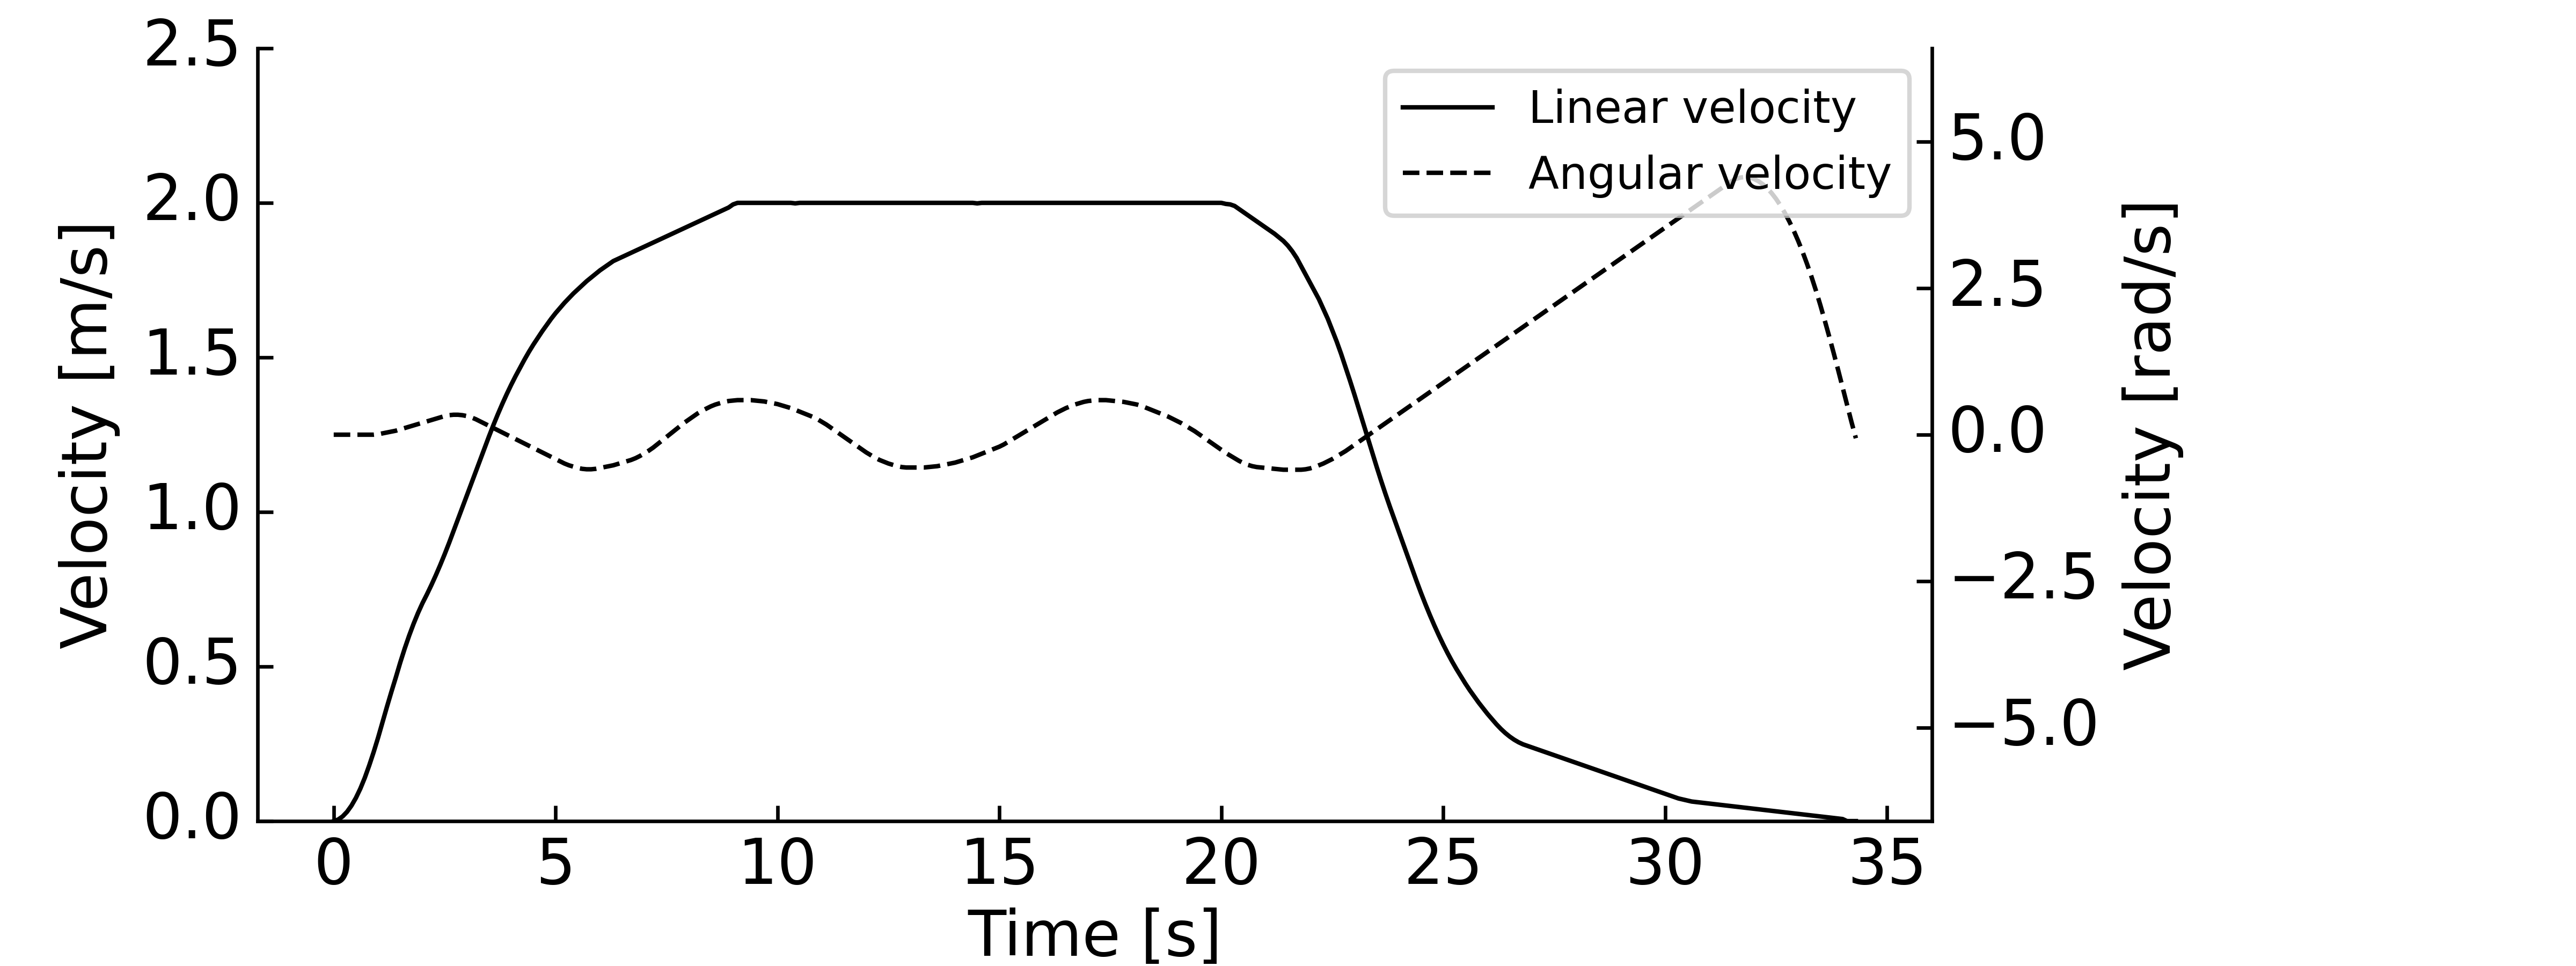 2.5
2.0
1.5
1.0
0.5
0.0
Velocity [m/s]
Linear velocity
Angular velocity
5.0
2.5
0.0
−2.5
−5.0
Velocity [rad/s]
0 5 10 15 20 25 30 35
Time [s]